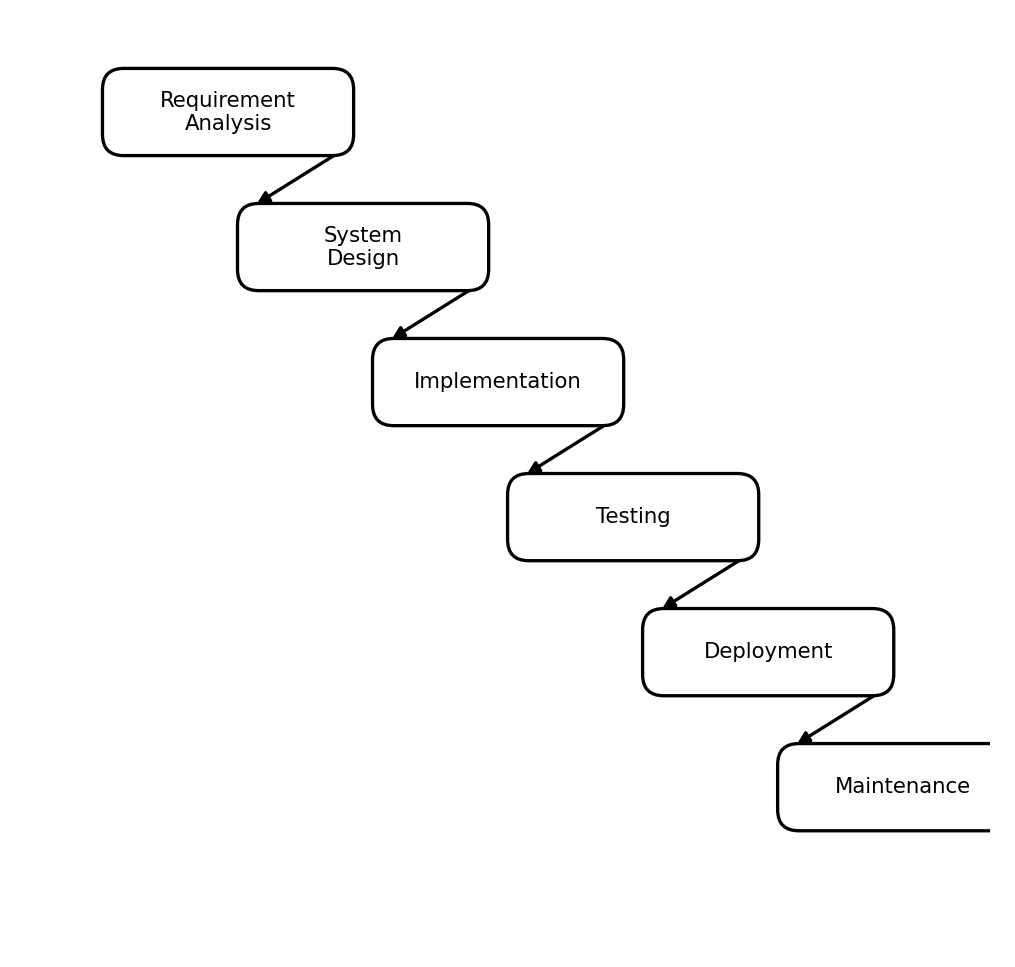 Requirement
Analysis
System
Design
Implementation
Testing
Deployment
Maintenance